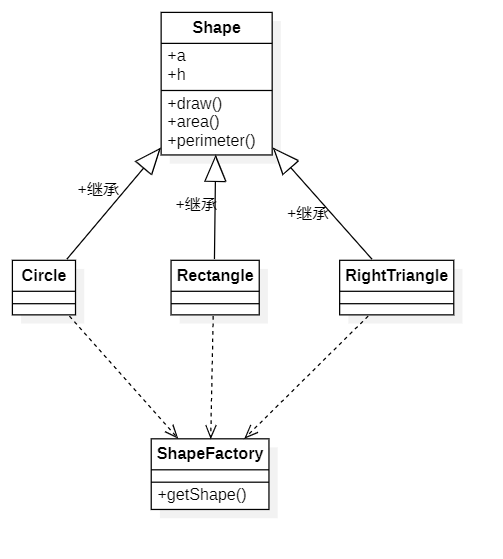 Shape
+a
+h
+draw()
+area()
+perimeter()
+继承
+继承
+继承
Circle
Rectangle
RightTriangle
ShapeFactory
+getShape()